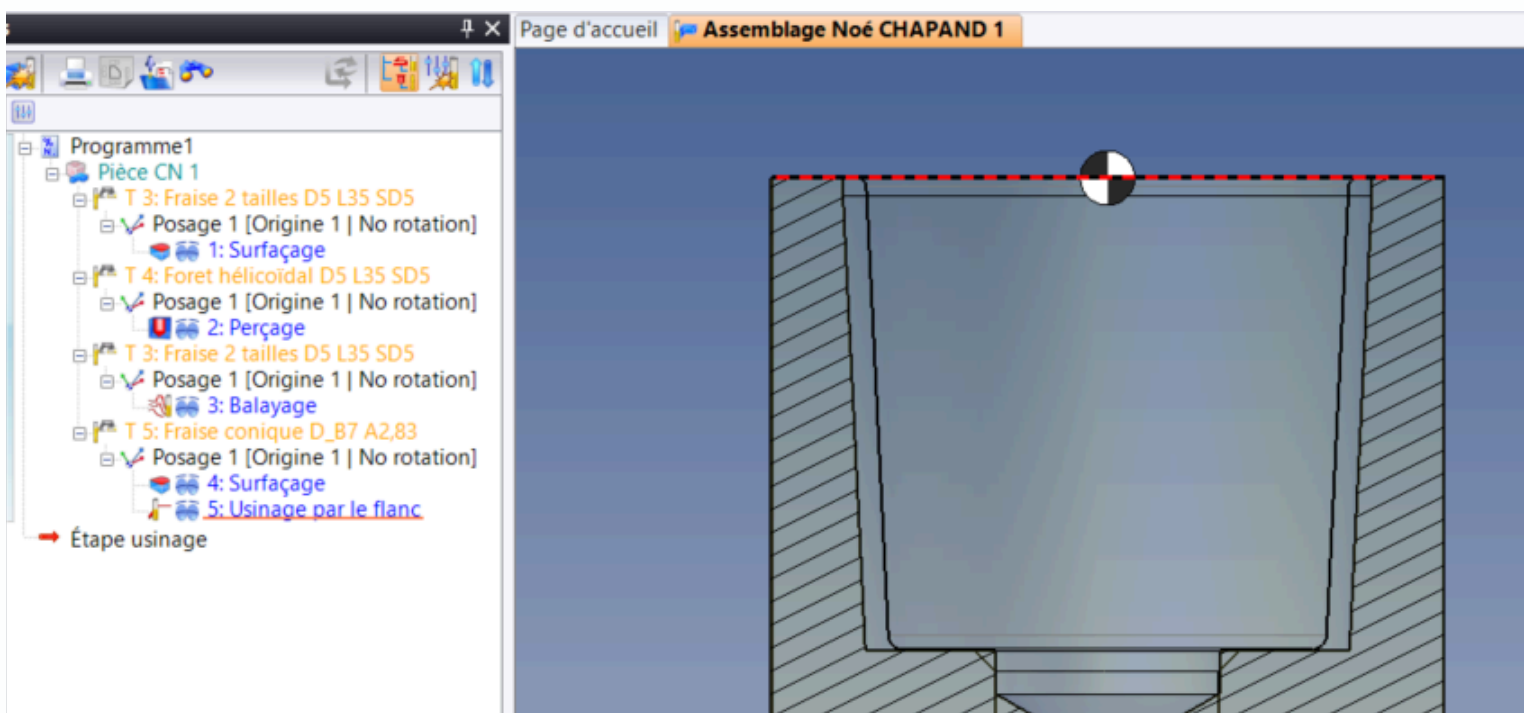 Page d'accueil
Assemblage Noé CHAPAND 1
Programme1
Pièce CN 1
T 3: Fraise 2 tailles D5 L35 SD5
Posage 1 [Origine 1 | No rotation]
1: Surfaçage
T 4: Foret hélicoïdal D5 L35 SD5
Posage 1 [Origine 1 | No rotation]
2: Perçage
T 3: Fraise 2 tailles D5 L35 SD5
Posage 1 [Origine 1 | No rotation]
3: Balayage
T 5: Fraise conique D_B7 A2,83
Posage 1 [Origine 1 | No rotation]
4: Surfaçage
5: Usinage par le flanc
Étape usinage